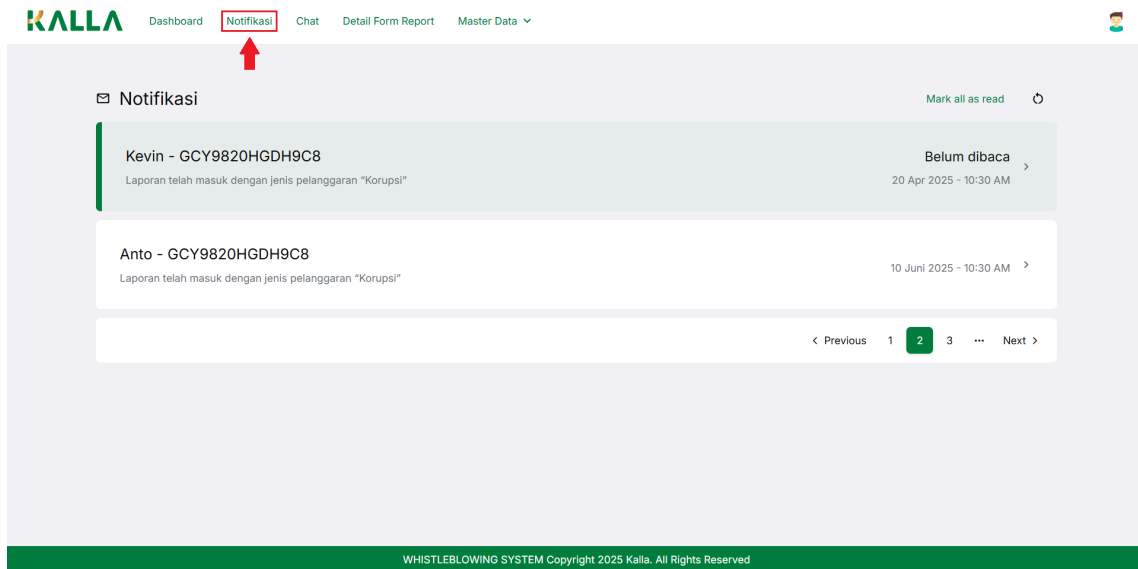 KALLA Dashboard Notifikasi Chat Detail Form Report Master Data
Notifikasi Mark all as read
Kevin - GCY9820HGDH9C8 Belum dibaca
Laporan telah masuk dengan jenis pelanggaran “Korupsi” 20 Apr 2025 - 10:30 AM
Anto - GCY9820HGDH9C8
Laporan telah masuk dengan jenis pelanggaran “Korupsi” 10 Juni 2025 - 10:30 AM
< Previous 1 2 3 ... Next >
WHISTLEBLOWING SYSTEM Copyright 2025 Kalla. All Rights Reserved